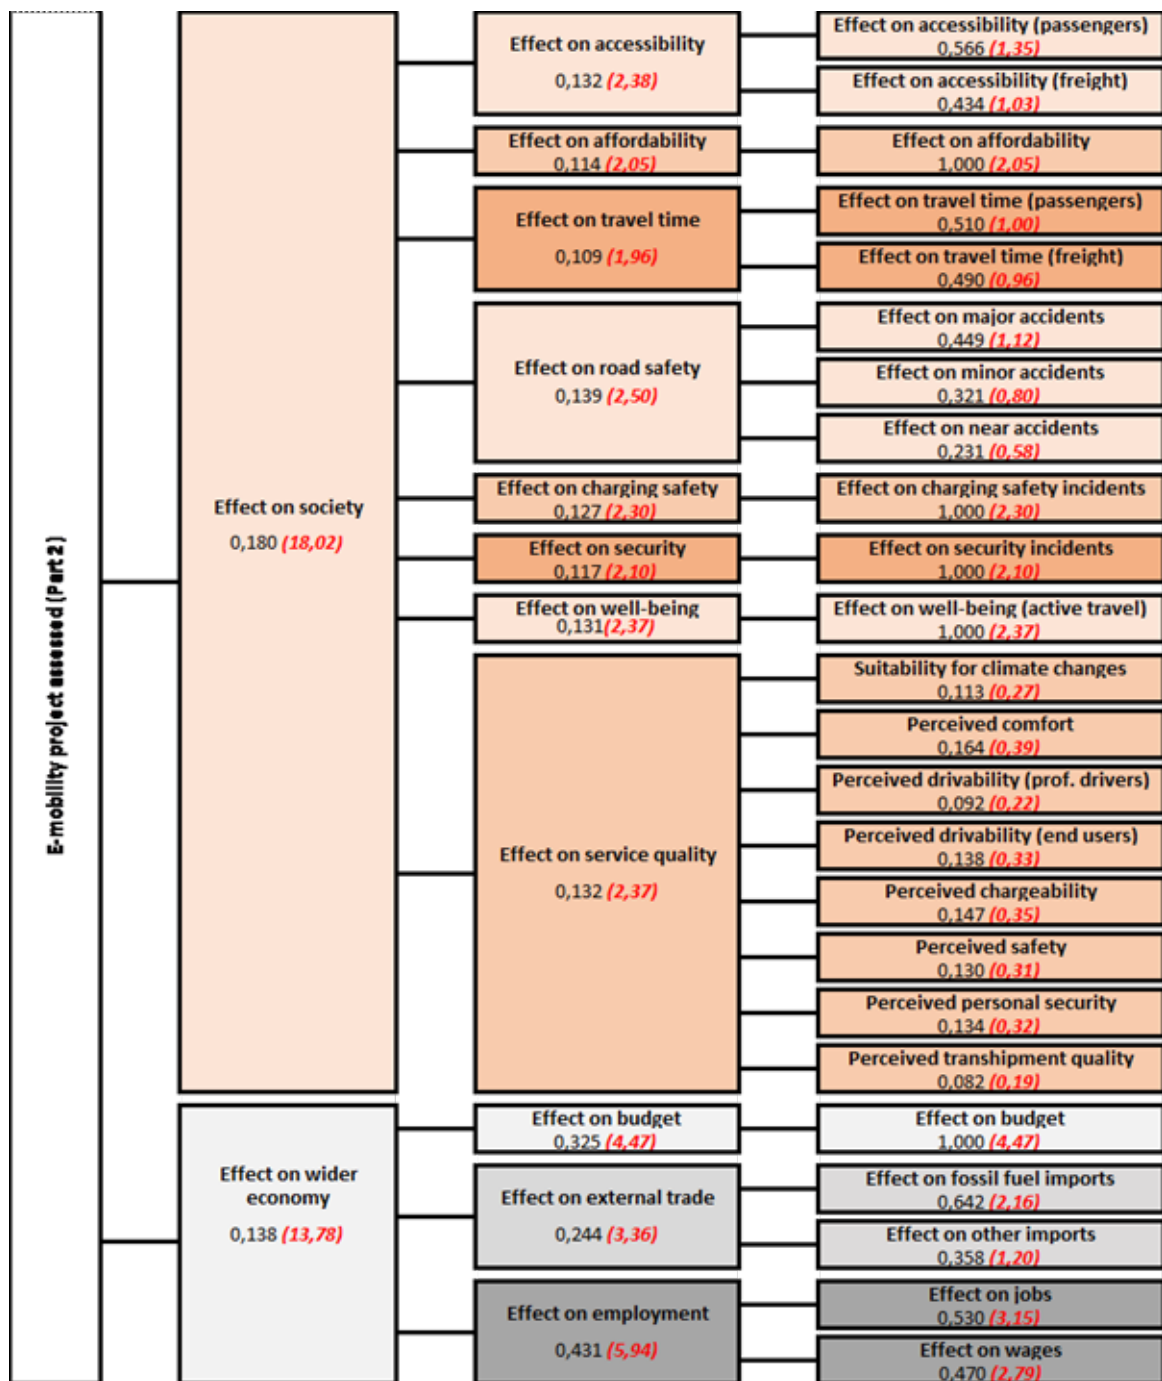 E-mobility project assessed (Part 2)
Effect on society
0,180 (18,02)
Effect on accessibility
0,132 (2,38)
Effect on accessibility (passengers)
0,566 (1,35)
Effect on accessibility (freight)
0,434 (1,03)
Effect on affordability
0,114 (2,05)
Effect on affordability
1,000 (2,05)
Effect on travel time
0,109 (1,96)
Effect on travel time (passengers)
0,510 (1,00)
Effect on travel time (freight)
0,490 (0,96)
Effect on road safety
0,139 (2,50)
Effect on major accidents
0,449 (1,12)
Effect on minor accidents
0,321 (0,80)
Effect on near accidents
0,231 (0,58)
Effect on charging safety
0,127 (2,30)
Effect on charging safety incidents
1,000 (2,30)
Effect on security
0,117 (2,10)
Effect on security incidents
1,000 (2,10)
Effect on well-being
0,131(2,37)
Effect on well-being (active travel)
1,000 (2,37)
Effect on service quality
0,132 (2,37)
Suitability for climate changes
0,113 (0,27)
Perceived comfort
0,164 (0,39)
Perceived drivability (prof. drivers)
0,092 (0,22)
Perceived drivability (end users)
0,138 (0,33)
Perceived chargeability
0,147 (0,35)
Perceived safety
0,130 (0,31)
Perceived personal security
0,134 (0,32)
Perceived transhipment quality
0,082 (0,19)
Effect on wider
economy
0,138 (13,78)
Effect on budget
0,325 (4,47)
Effect on budget
1,000 (4,47)
Effect on external trade
0,244 (3,36)
Effect on fossil fuel imports
0,642 (2,16)
Effect on other imports
0,358 (1,20)
Effect on employment
0,431 (5,94)
Effect on jobs
0,530 (3,15)
Effect on wages
0,470 (2,79)